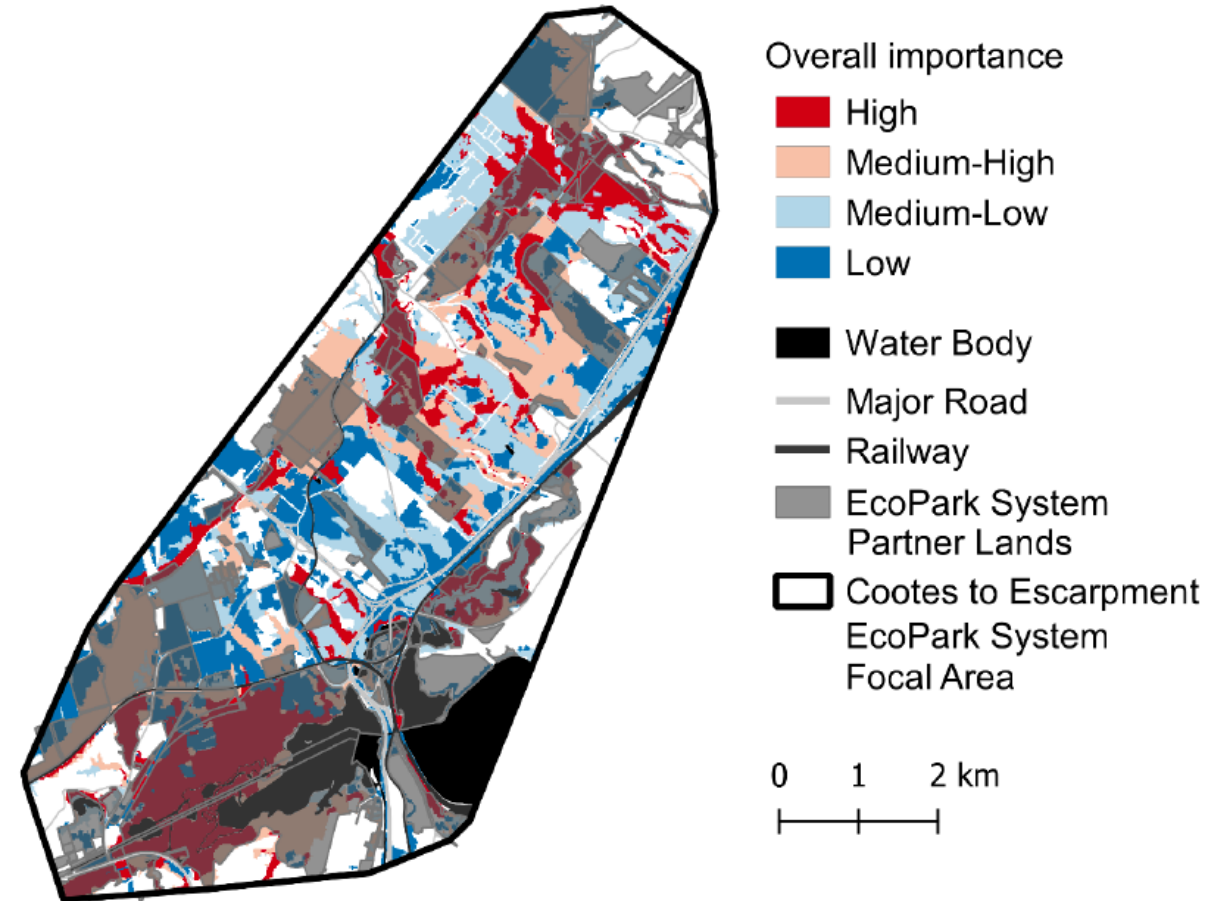 Overall importance
High
Medium-High
Medium-Low
Low
Water Body
Major Road
Railway
EcoPark System
Partner Lands
Cootes to Escarpment
EcoPark System
Focal Area
0 1 2 km